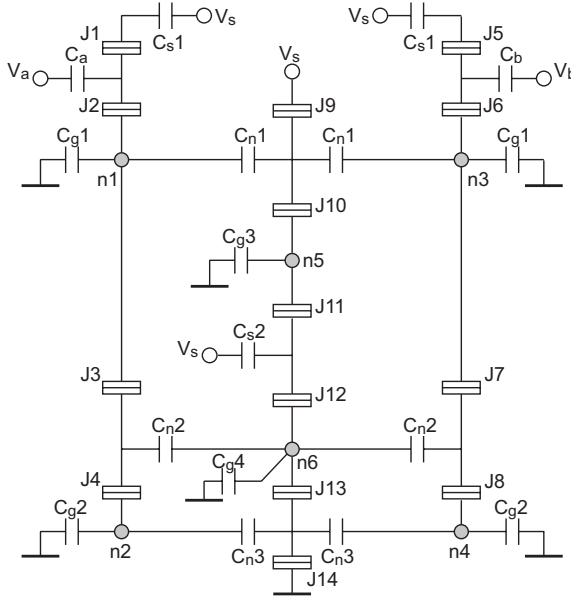 J1 Vs Vs J5
Cs1 Cs1
Va Ca Vs Cb Vb
J2 J9 J6
Cg1 Cn1 Cn1 Cg1
n1 n3
J10
Cg3 n5
J11
Vs Cs2
J3 J12 J7
Cn2 Cn2
Cg4 n6
J4 J13 J8
Cg2 Cg2
n2 Cn3 Cn3 n4
J14